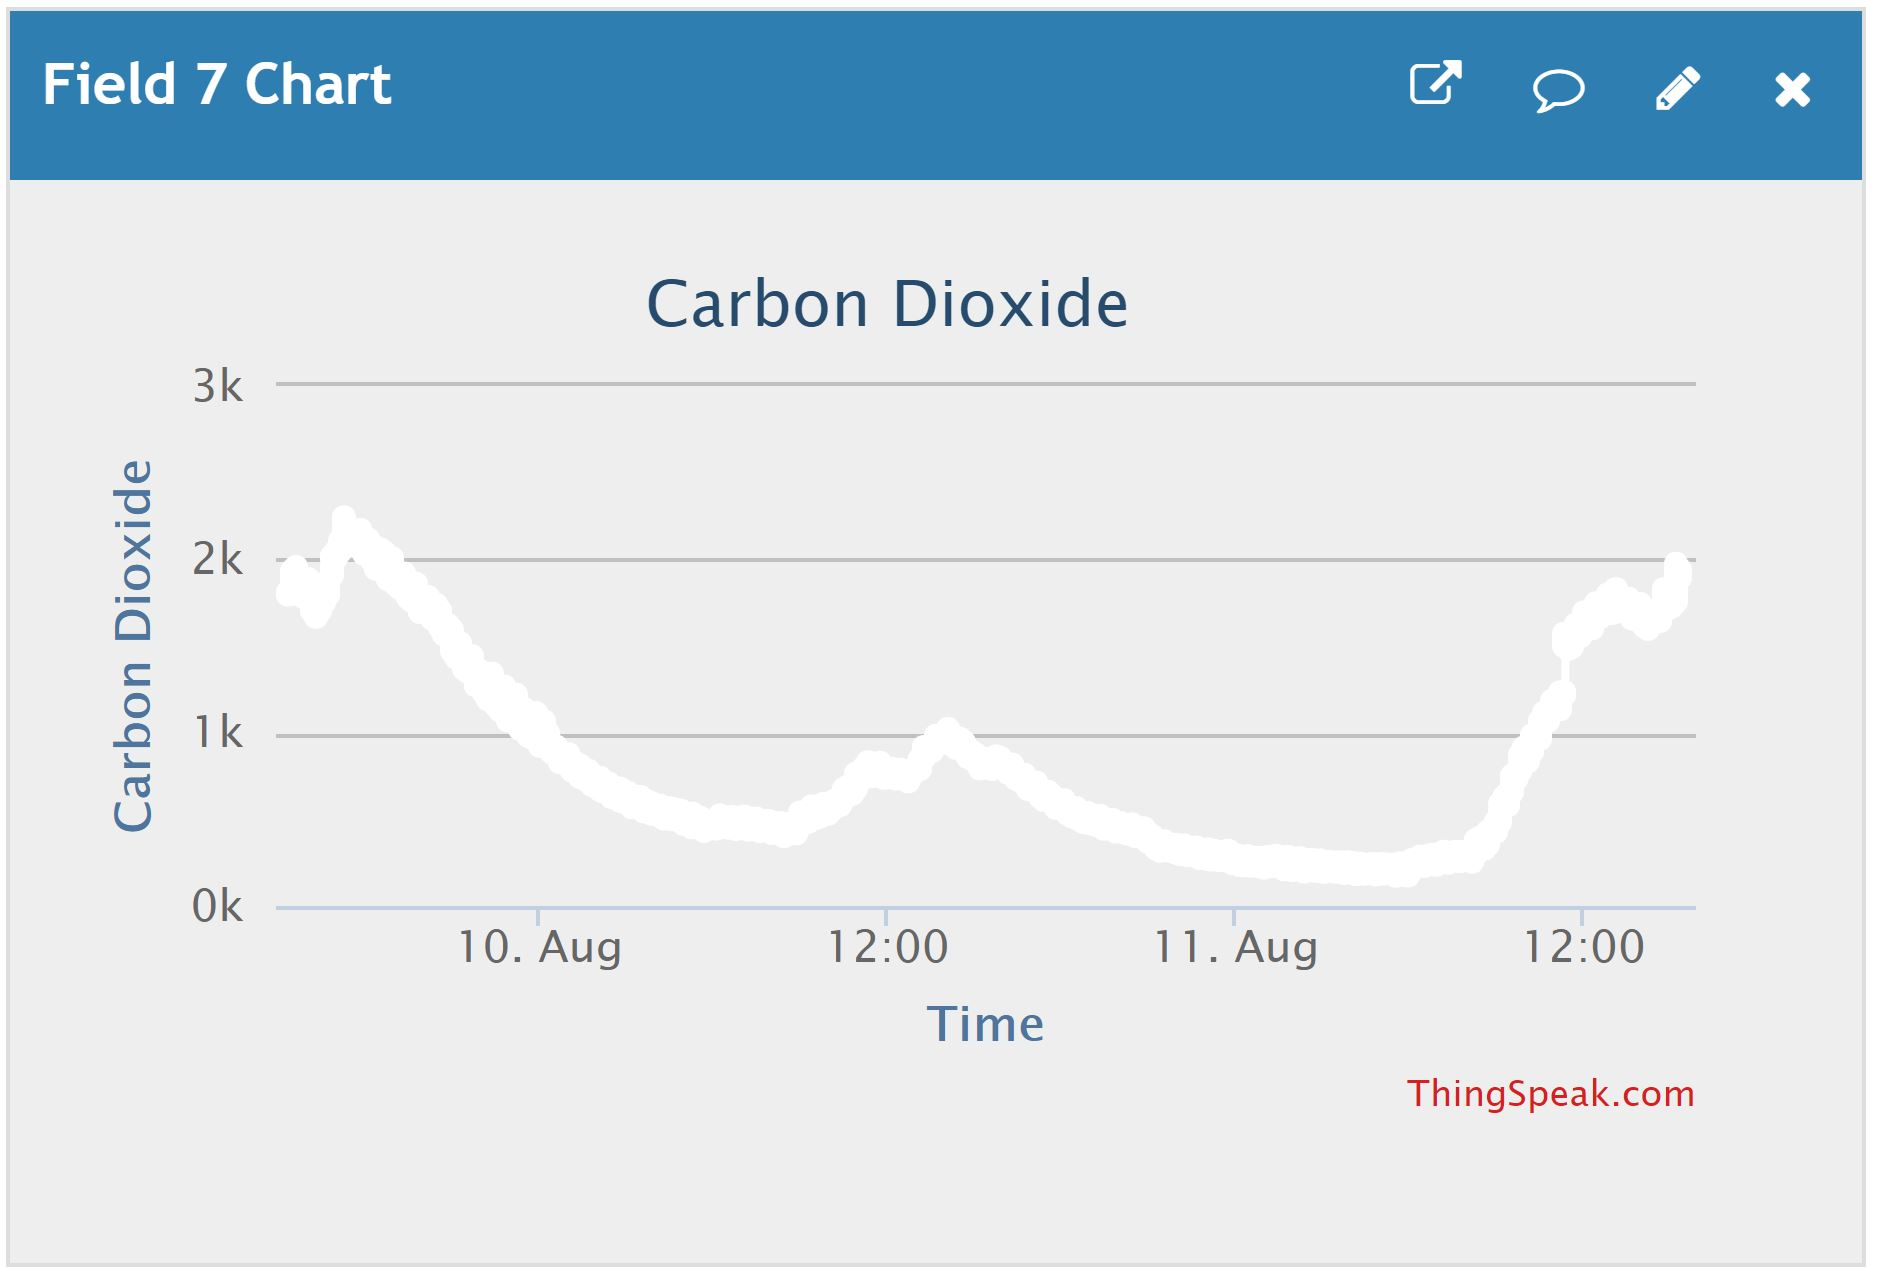 Field 7 Chart
Carbon Dioxide
3k
2k
1k
0k
Carbon Dioxide
10. Aug
12:00
11. Aug
12:00
Time
ThingSpeak.com